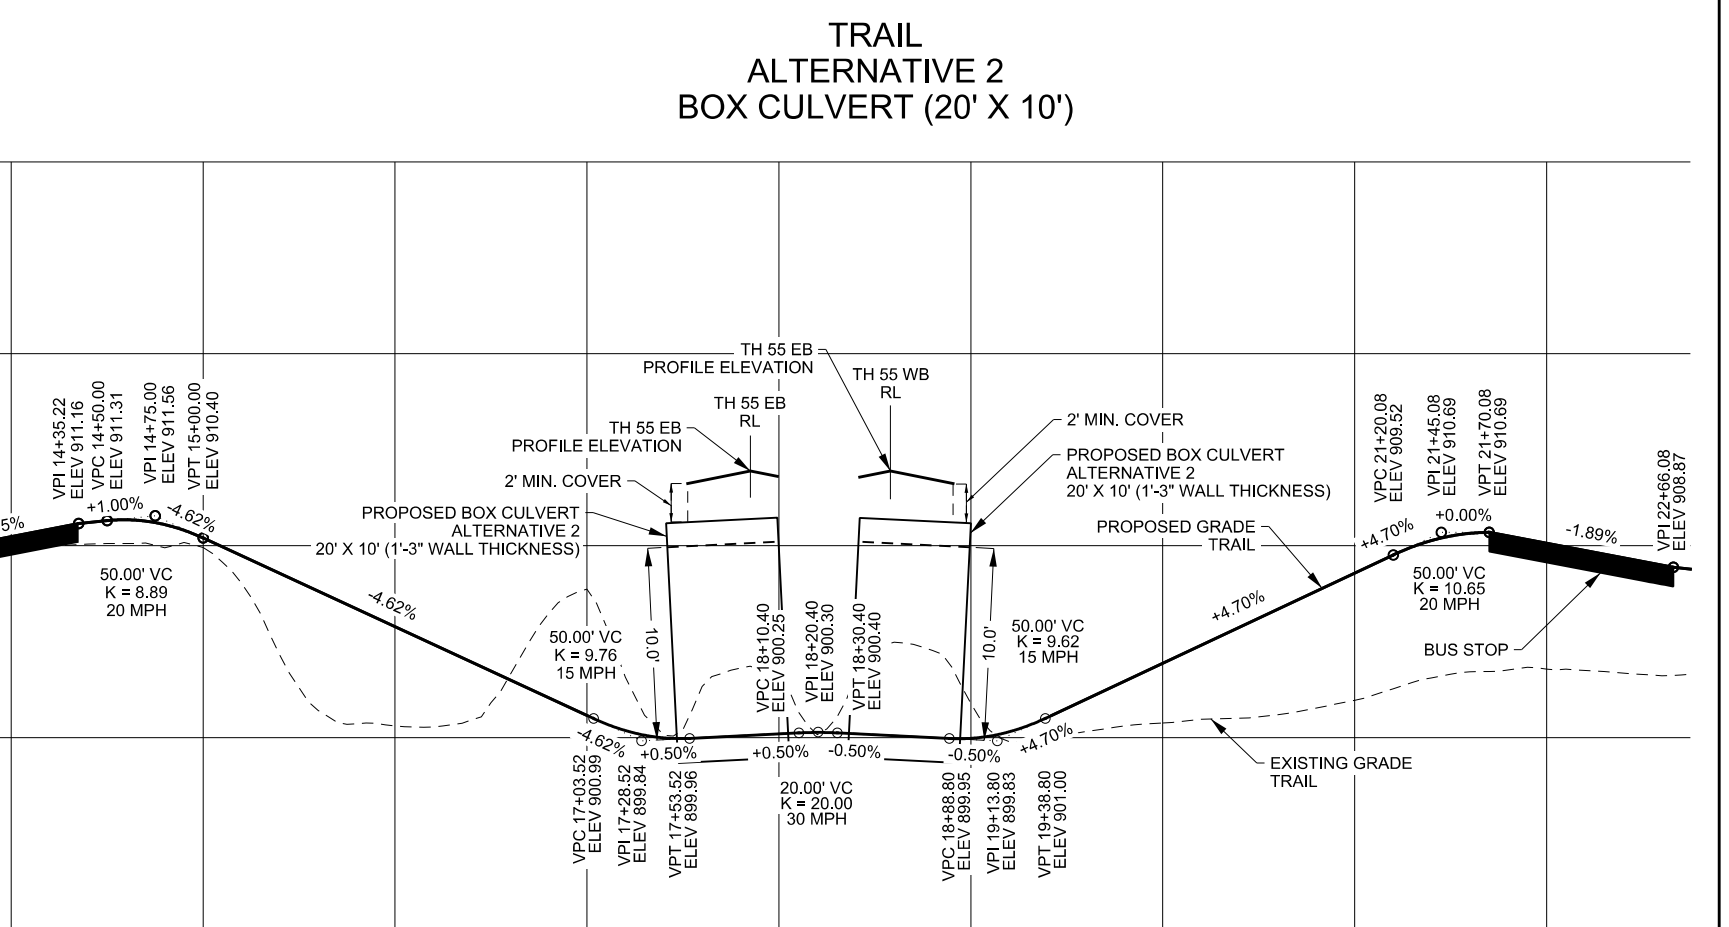 TRAIL
ALTERNATIVE 2
BOX CULVERT (20' X 10')
5%
VPI 14+35.22
ELEV 911.16
VPC 14+50.00
ELEV 911.31
+1.00%
VPI 14+75.00
ELEV 911.56
-4.62%
VPT 15+00.00
ELEV 910.40
50.00' VC
K = 8.89
20 MPH
-4.62%
TH 55 EB
PROFILE ELEVATION
TH 55 WB
RL
TH 55 EB
RL
TH 55 EB
PROFILE ELEVATION
2' MIN. COVER
PROPOSED BOX CULVERT
ALTERNATIVE 2
20' X 10' (1'-3" WALL THICKNESS)
2' MIN. COVER
PROPOSED BOX CULVERT
ALTERNATIVE 2
20' X 10' (1'-3" WALL THICKNESS)
PROPOSED GRADE
TRAIL
50.00' VC
K = 9.76
15 MPH
10.0'
VPC 18+10.40
ELEV 900.25
VPI 18+20.40
ELEV 900.30
VPT 18+30.40
ELEV 900.40
10.0'
50.00' VC
K = 9.62
15 MPH
+4.70%
VPC 21+20.08
ELEV 909.52
+4.70%
VPI 21+45.08
ELEV 910.69
+0.00%
VPT 21+70.08
ELEV 910.69
50.00' VC
K = 10.65
20 MPH
-1.89%
VPI 22+66.08
ELEV 908.87
BUS STOP
-4.62%
+0.50%
+0.50%
-0.50%
-0.50%
+4.70%
VPC 17+03.52
ELEV 900.99
VPI 17+28.52
ELEV 899.84
VPT 17+53.52
ELEV 899.96
20.00' VC
K = 20.00
30 MPH
VPC 18+88.80
ELEV 899.95
VPI 19+13.80
ELEV 899.83
VPT 19+38.80
ELEV 901.00
EXISTING GRADE
TRAIL